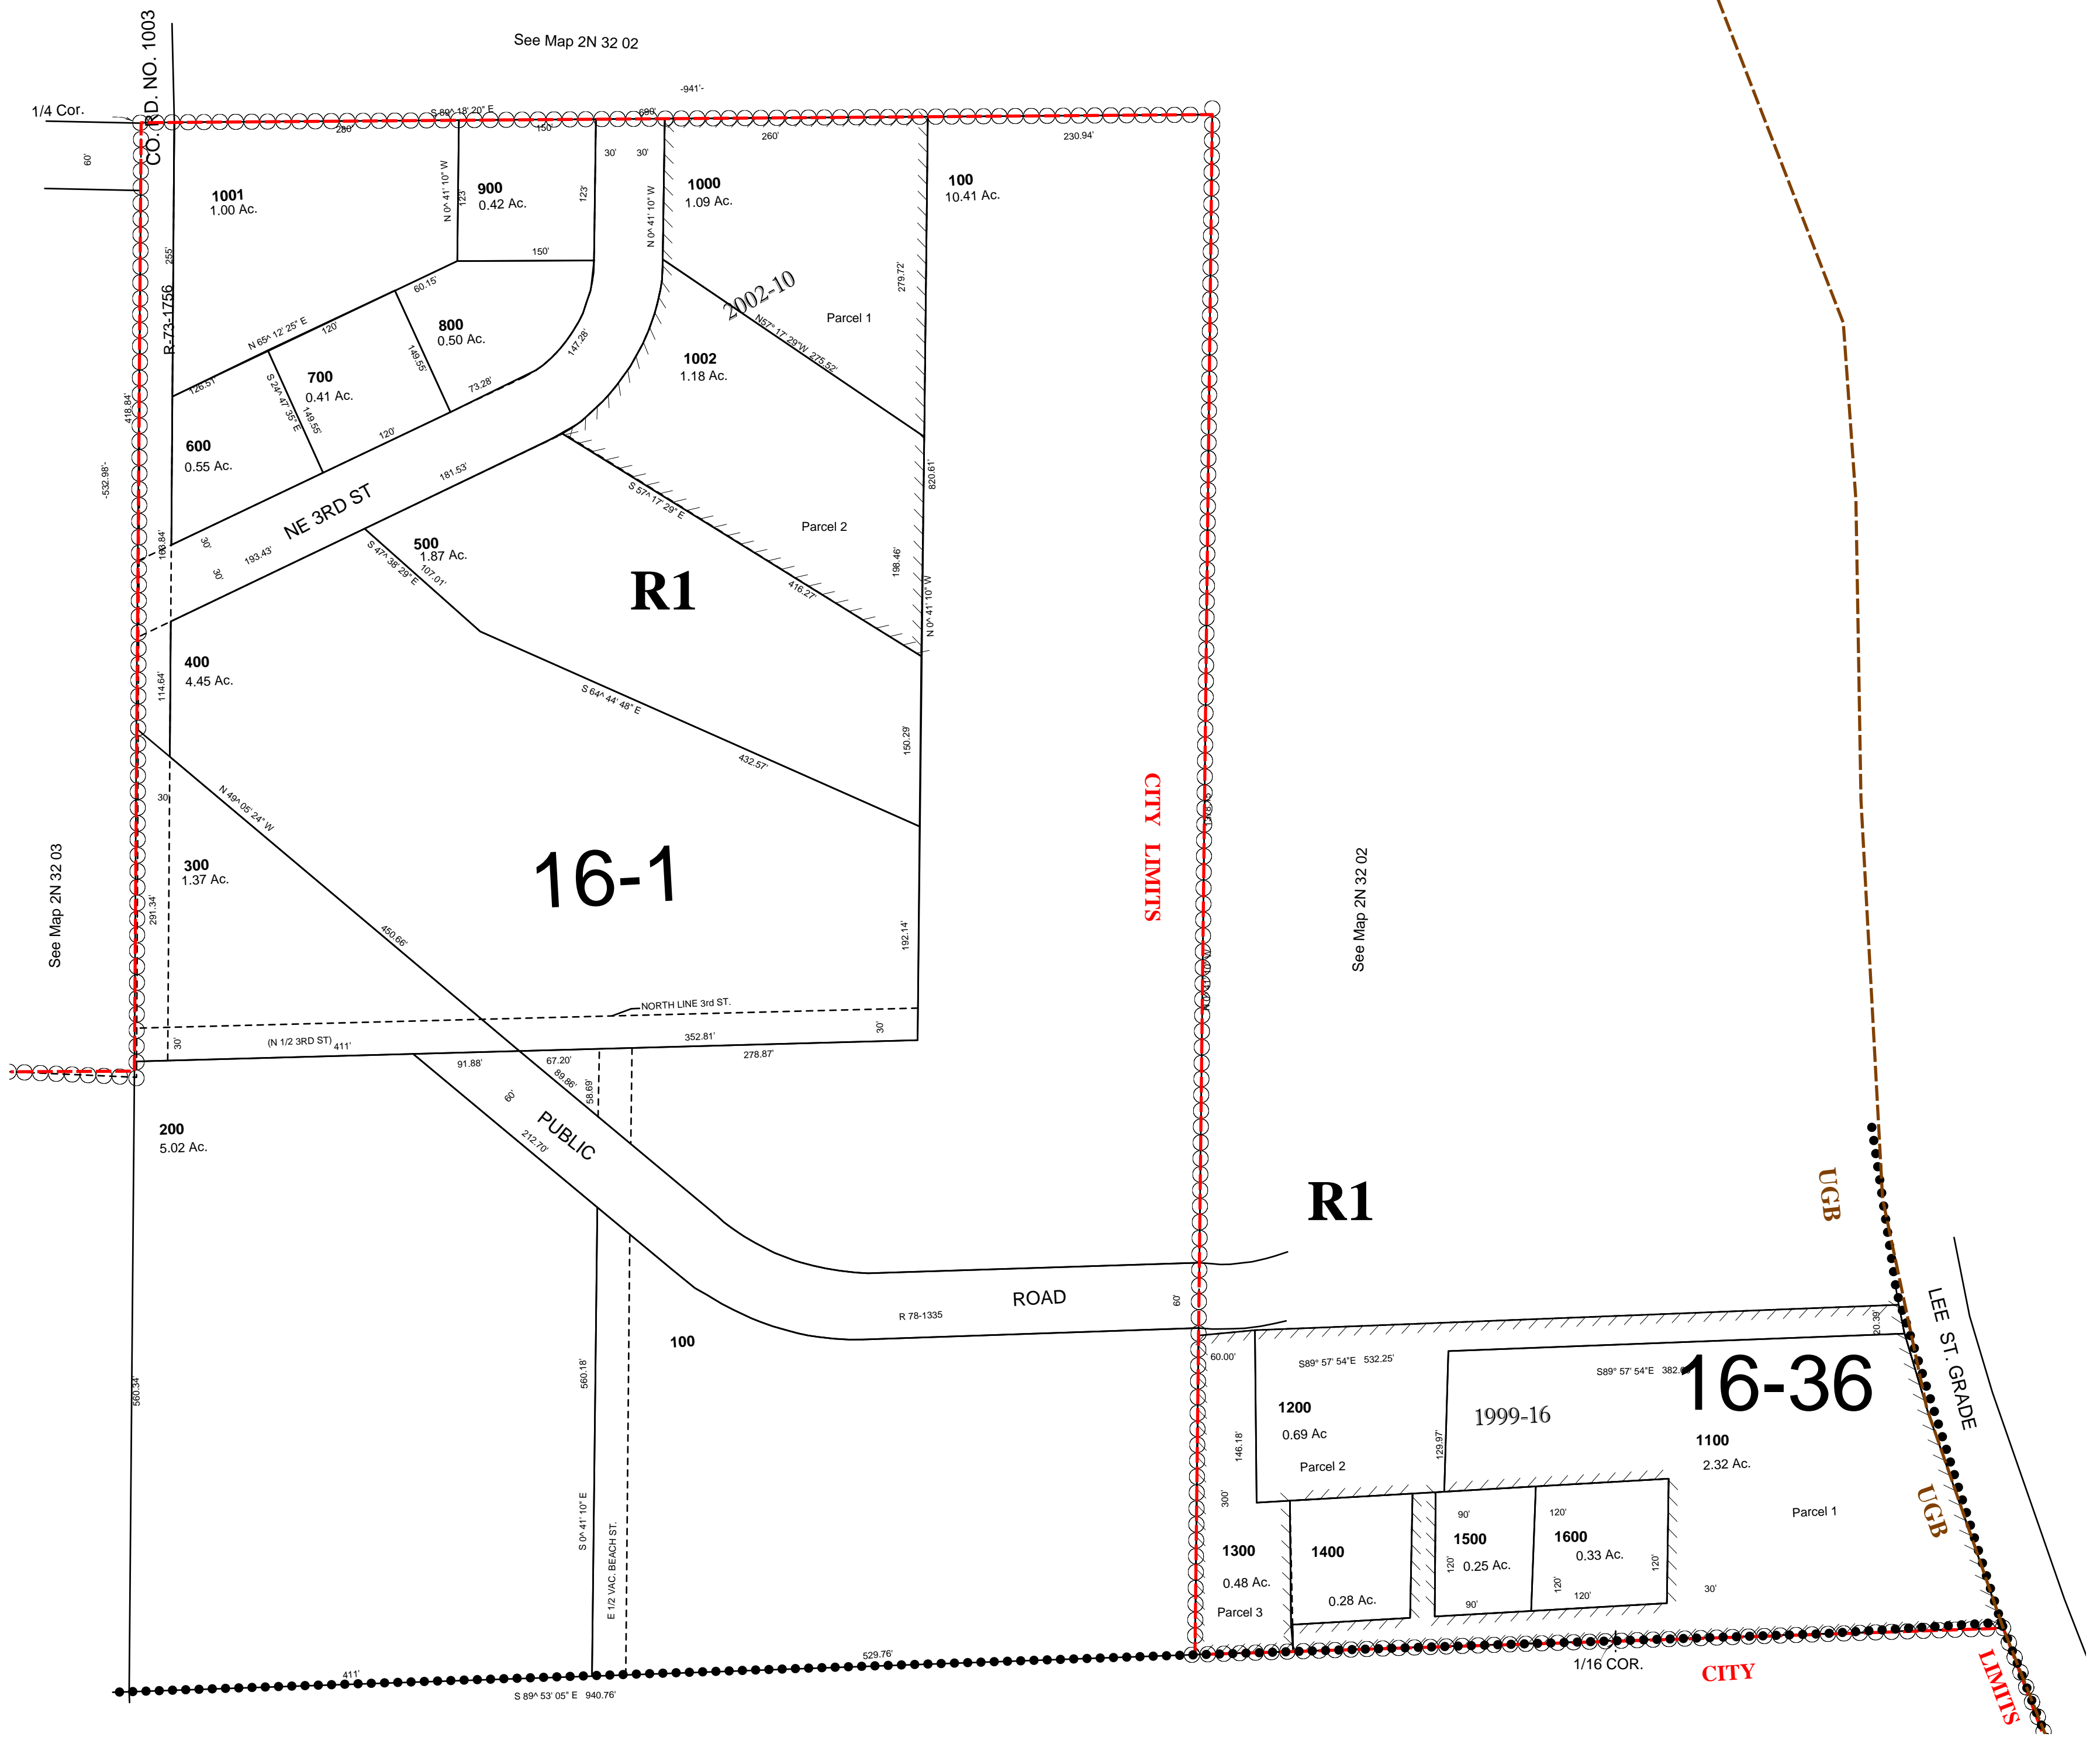 See Map 2N 32 02
CO. RD. NO. 1003
1/4 Cor.
-941'-
S 89^ 18' 20" E
690'
280'
150'
260'
230.94'
60'
30'
30'
1001
1.00 Ac.
N 0^ 41' 10" W
123'
900
0.42 Ac.
123'
150'
N 0^ 41' 10" W
1000
1.09 Ac.
100
10.41 Ac.
255'
R-73-1756
279.72'
2002-10
Parcel 1
N57° 17' 29"W 275.52'
60.15'
N 65^ 12' 25" E
120'
126.51'
800
0.50 Ac.
149.55'
147.28'
73.28'
700
0.41 Ac.
S 24^ 47' 35" E
149.55'
120'
1002
1.18 Ac.
418.84'
-532.98'-
600
0.55 Ac.
181.53'
NE 3RD ST
193.43'
30'
30'
163.84'
820.61'
S 57^ 17' 29" E
Parcel 2
198.46'
416.27'
N 0^ 41' 10" W
500
1.87 Ac.
S 47^ 38' 29" E
107.01'
R1
400
4.45 Ac.
114.64'
S 64^ 44' 48" E
432.57'
150.29'
30'
N 49^ 05' 24" W
CITY LIMITS
300
1.37 Ac.
291.34'
16-1
See Map 2N 32 03
See Map 2N 32 02
450.66'
192.14'
NORTH LINE 3rd ST.
30'
(N 1/2 3RD ST)
411'
352.81'
30'
91.88'
67.20'
278.87'
89.86'
58.69'
60'
PUBLIC
212.70'
200
5.02 Ac.
R1
UGB
ROAD
R 78-1335
60'
100
560.34'
560.18'
S 0^ 41' 10" E
E 1/2 VAC. BEACH ST.
LEE ST. GRADE
20.39'
60.00'
S89° 57' 54"E 532.25'
S89° 57' 54"E
16-36
1200
0.69 Ac
Parcel 2
146.18'
129.97'
1999-16
1100
2.32 Ac.
Parcel 1
300'
UGB
1300
0.48 Ac.
Parcel 3
1400
0.28 Ac.
90'
1500
0.25 Ac.
120'
90'
120'
1600
0.33 Ac.
120'
120'
120'
30'
529.76'
411'
S 89^ 53' 05" E 940.76'
1/16 COR.
CITY
LIMITS